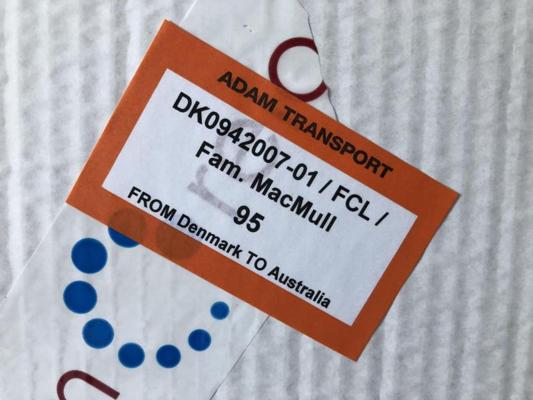 ADAM TRANSPORT
DK0942007-01 / FCL /
Fam. MacMull
95
FROM Denmark TO Australia